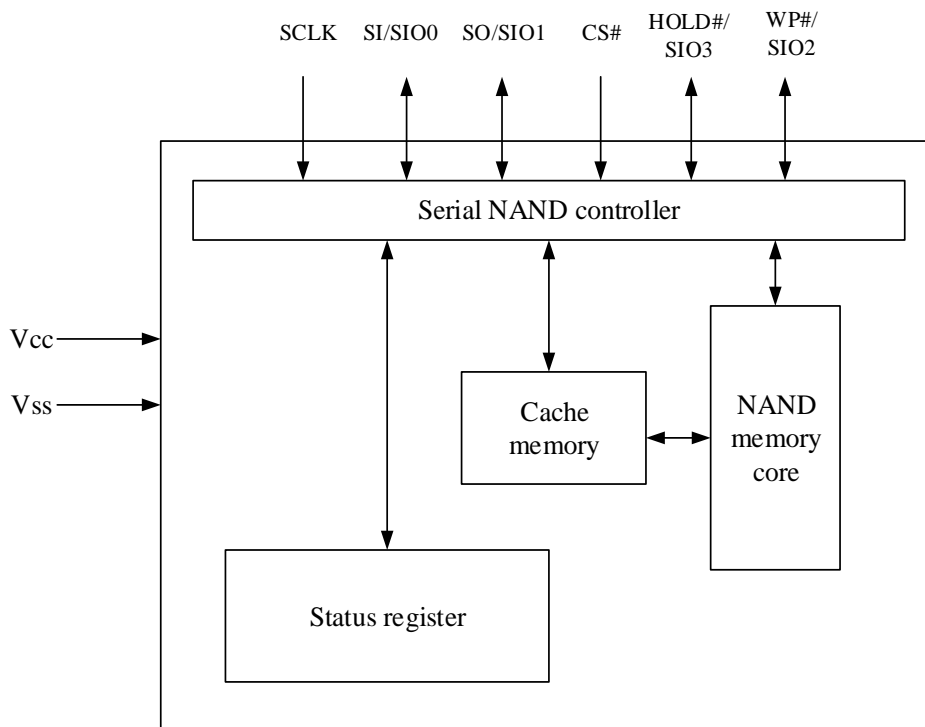 SCLK
SI/SIO0
SO/SIO1
CS#
HOLD#/
SIO3
WP#/
SIO2
Serial NAND controller
Vcc
Vss
Cache
memory
NAND
memory
core
Status register